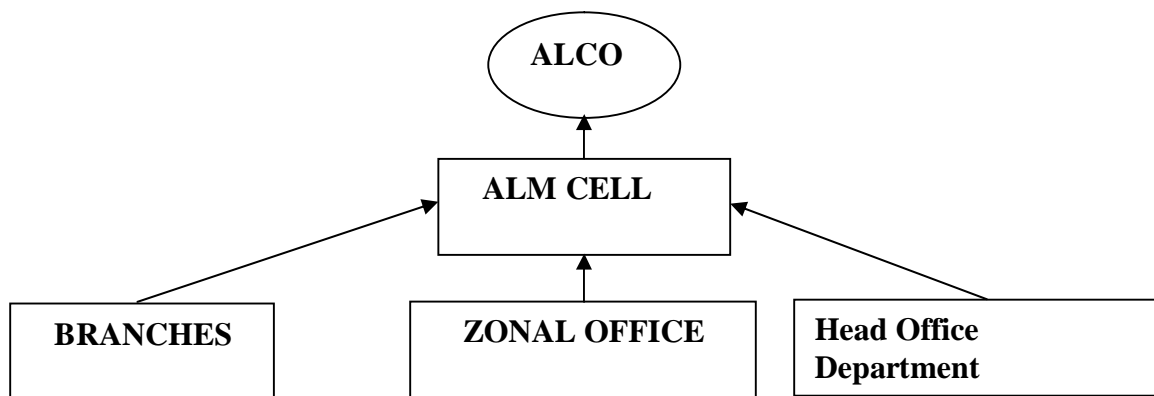 ALCO
ALM CELL
BRANCHES
ZONAL OFFICE
Head Office
Department